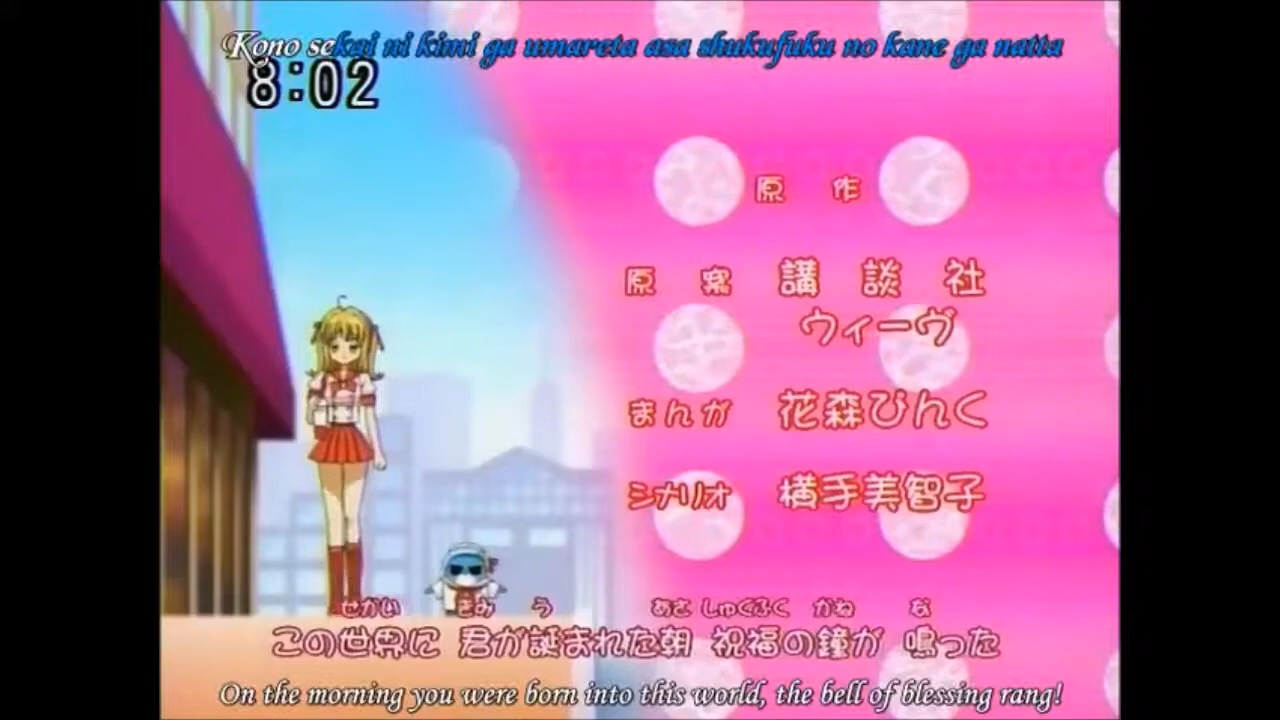 Kono sekai ni kimi ga umareta asa shukufuku no kane ga natta
8:02
原 作
原 案 講 談 社
ウィーヴ
まんが 花森ぴんく
シナリオ 横手美智子
せかい きみ う あさ しゅくふく かね な
この世界に 君が誕まれた朝 祝福の鐘が 鳴った
On the morning you were born into this world, the bell of blessing rang!